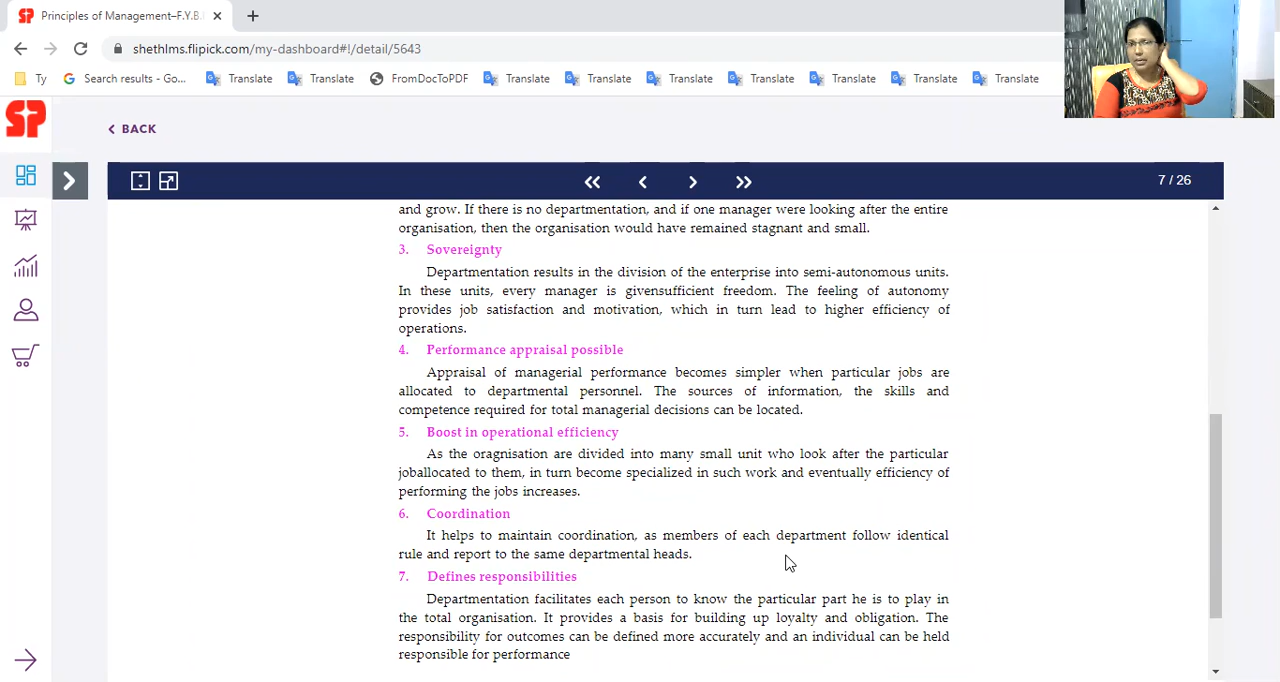 Principles of Management–F.Y.B.
shethlms.flipick.com/my-dashboard#!/detail/5643
Ty
Search results - Go...
Translate
Translate
FromDocToPDF
Translate
Translate
Translate
Translate
Translate
Translate
Translate
SP
BACK
7 / 26
and grow. If there is no departmentation, and if one manager were looking after the entire
organisation, then the organisation would have remained stagnant and small.
3. Sovereignty
Departmentation results in the division of the enterprise into semi-autonomous units.
In these units, every manager is givensufficient freedom. The feeling of autonomy
provides job satisfaction and motivation, which in turn lead to higher efficiency of
operations.
4. Performance appraisal possible
Appraisal of managerial performance becomes simpler when particular jobs are
allocated to departmental personnel. The sources of information, the skills and
competence required for total managerial decisions can be located.
5. Boost in operational efficiency
As the oragnisation are divided into many small unit who look after the particular
joballocated to them, in turn become specialized in such work and eventually efficiency of
performing the jobs increases.
6. Coordination
It helps to maintain coordination, as members of each department follow identical
rule and report to the same departmental heads.
7. Defines responsibilities
Departmentation facilitates each person to know the particular part he is to play in
the total organisation. It provides a basis for building up loyalty and obligation. The
responsibility for outcomes can be defined more accurately and an individual can be held
responsible for performance